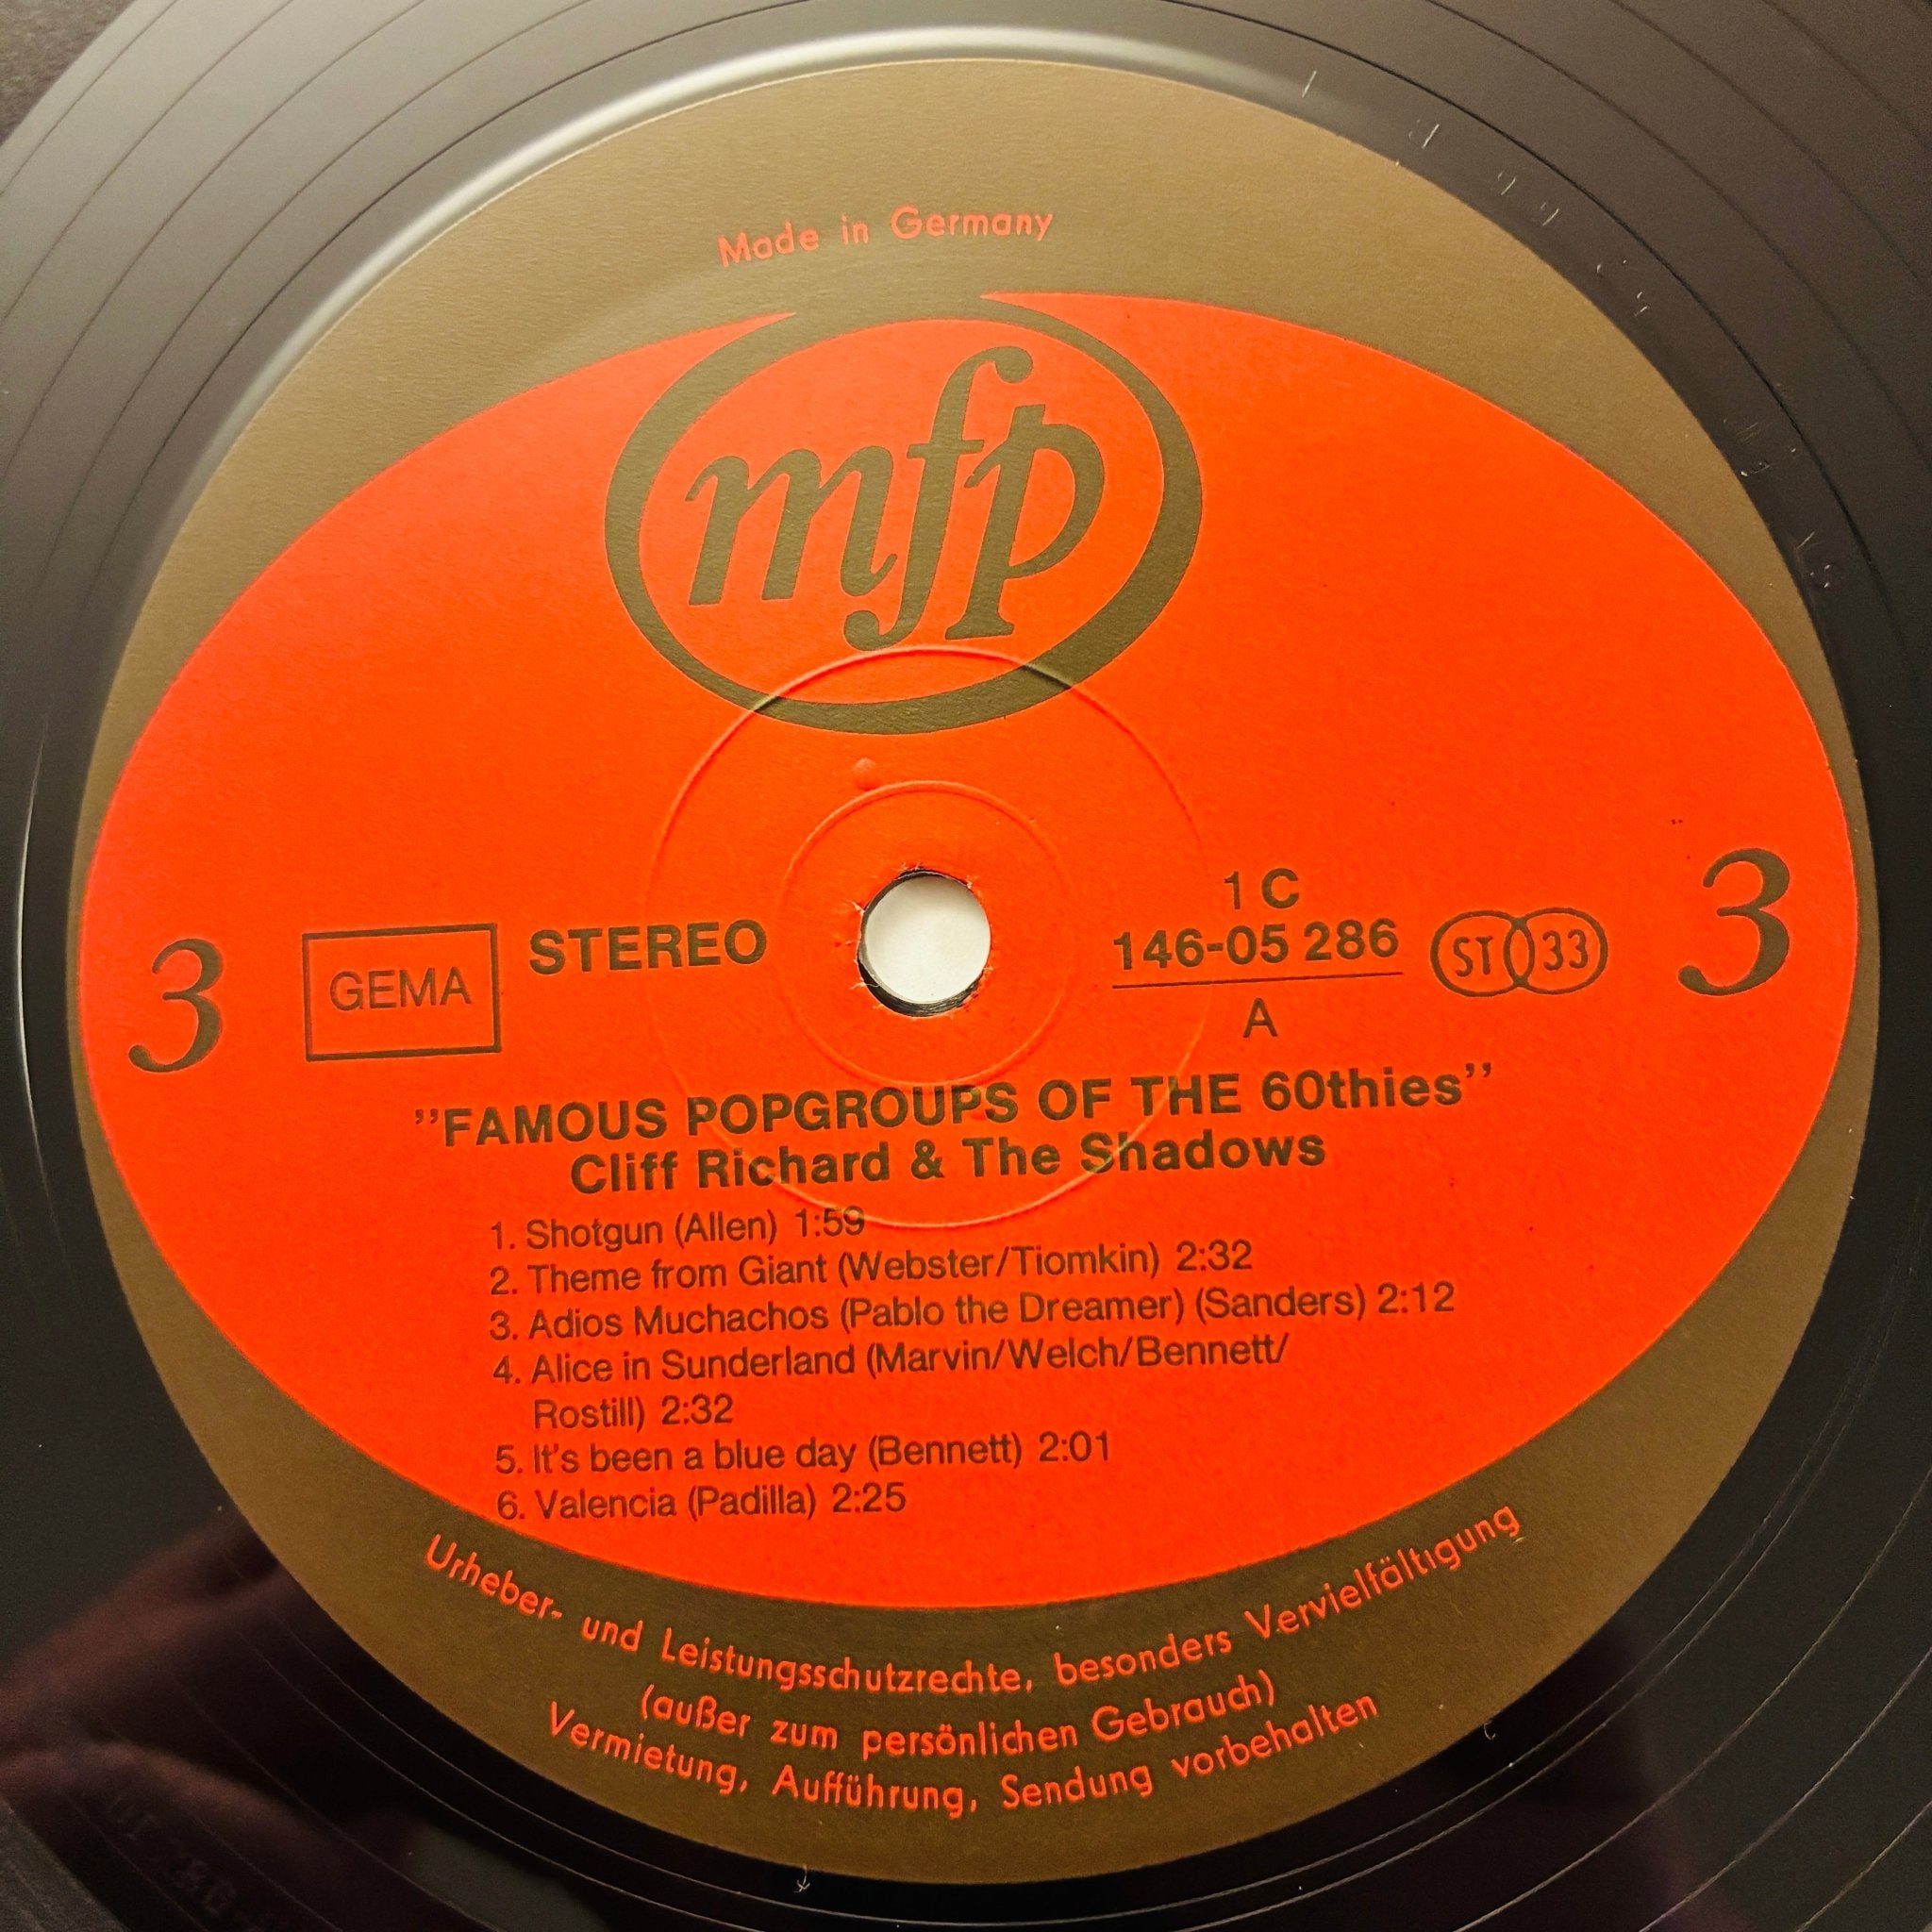 Made in Germany
mfp
3 GEMA STEREO
1 C
146-05 286
A
ST 33
3
"FAMOUS POPGROUPS OF THE 60thies"
Cliff Richard & The Shadows
1. Shotgun (Allen) 1:59
2. Theme from Giant (Webster/Tiomkin) 2:32
3. Adios Muchachos (Pablo the Dreamer) (Sanders) 2:12
4. Alice in Sunderland (Marvin/Welch/Bennett/
Rostill) 2:32
5. It's been a blue day (Bennett) 2:01
6. Valencia (Padilla) 2:25
Urheber- und Leistungsschutzrechte, besonders Vervielfältigung
(außer zum persönlichen Gebrauch)
Vermietung, Aufführung, Sendung vorbehalten